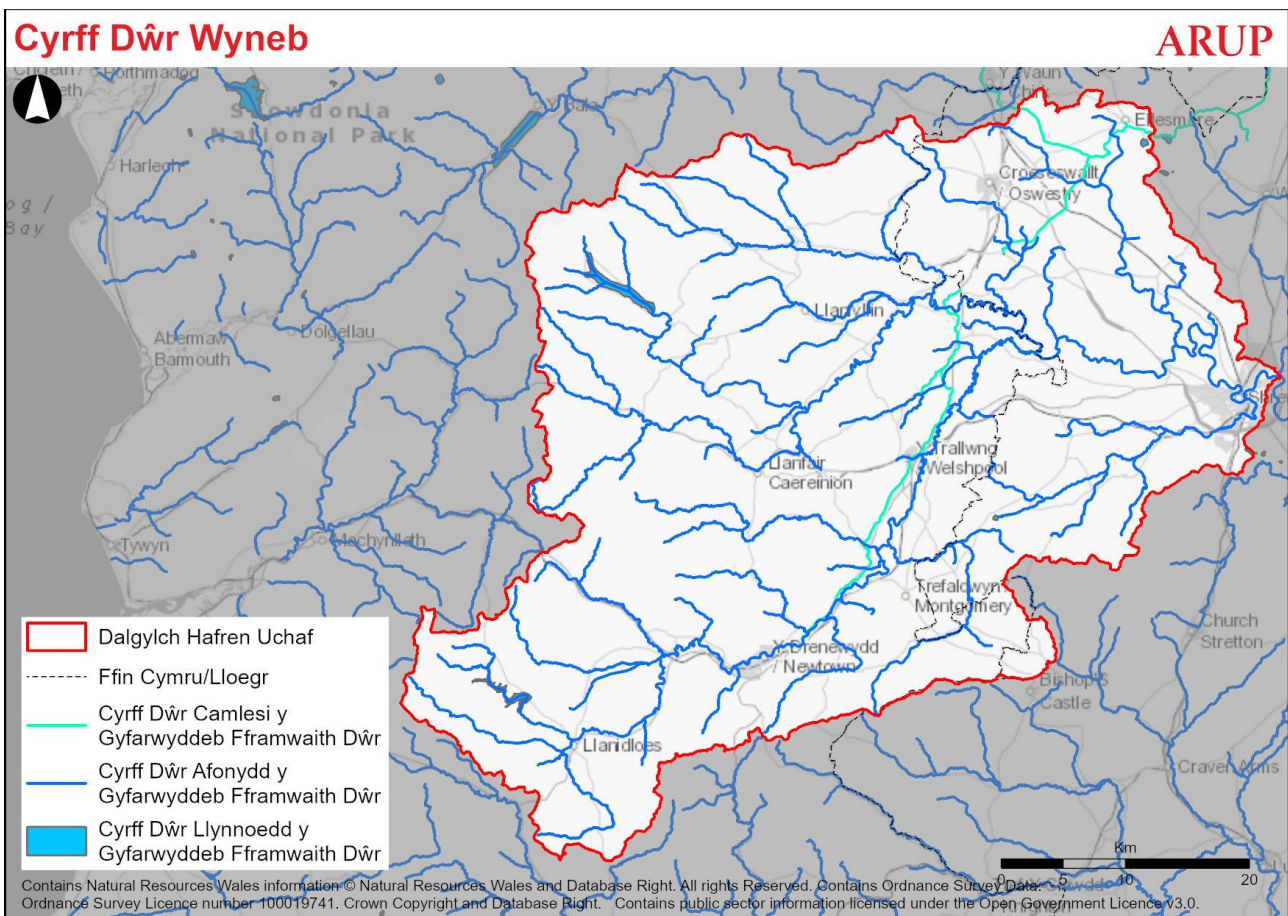 Cyrff Dŵr Wyneb
ARUP
Porthmadog
Y Bala
Snowdonia
National Park
Harlech
Y Waun
Chirk
Ellesmere
Croesoswallt
/ Oswestry
Bay
Llanfyllin
Dolgellau
Abermaw /
Barmouth
Y Trallwng
/ Welshpool
Llanfair
Caereinion
Machynlleth
Tywyn
Trefaldwyn /
Montgomery
Church
Stretton
Y Drenewydd
/ Newtown
Bishop's
Castle
Llanidloes
Craven Arms
Dalgylch Hafren Uchaf
Ffin Cymru/Lloegr
Cyrff Dŵr Camlesi y
Gyfarwyddeb Fframwaith Dŵr
Cyrff Dŵr Afonydd y
Gyfarwyddeb Fframwaith Dŵr
Cyrff Dŵr Llynnoedd y
Gyfarwyddeb Fframwaith Dŵr
Km
0 5 10 20
Contains Natural Resources Wales information © Natural Resources Wales and Database Right. All rights Reserved. Contains Ordnance Survey Data.
Ordnance Survey Licence number 100019741. Crown Copyright and Database Right. Contains public sector information licensed under the Open Government Licence v3.0.